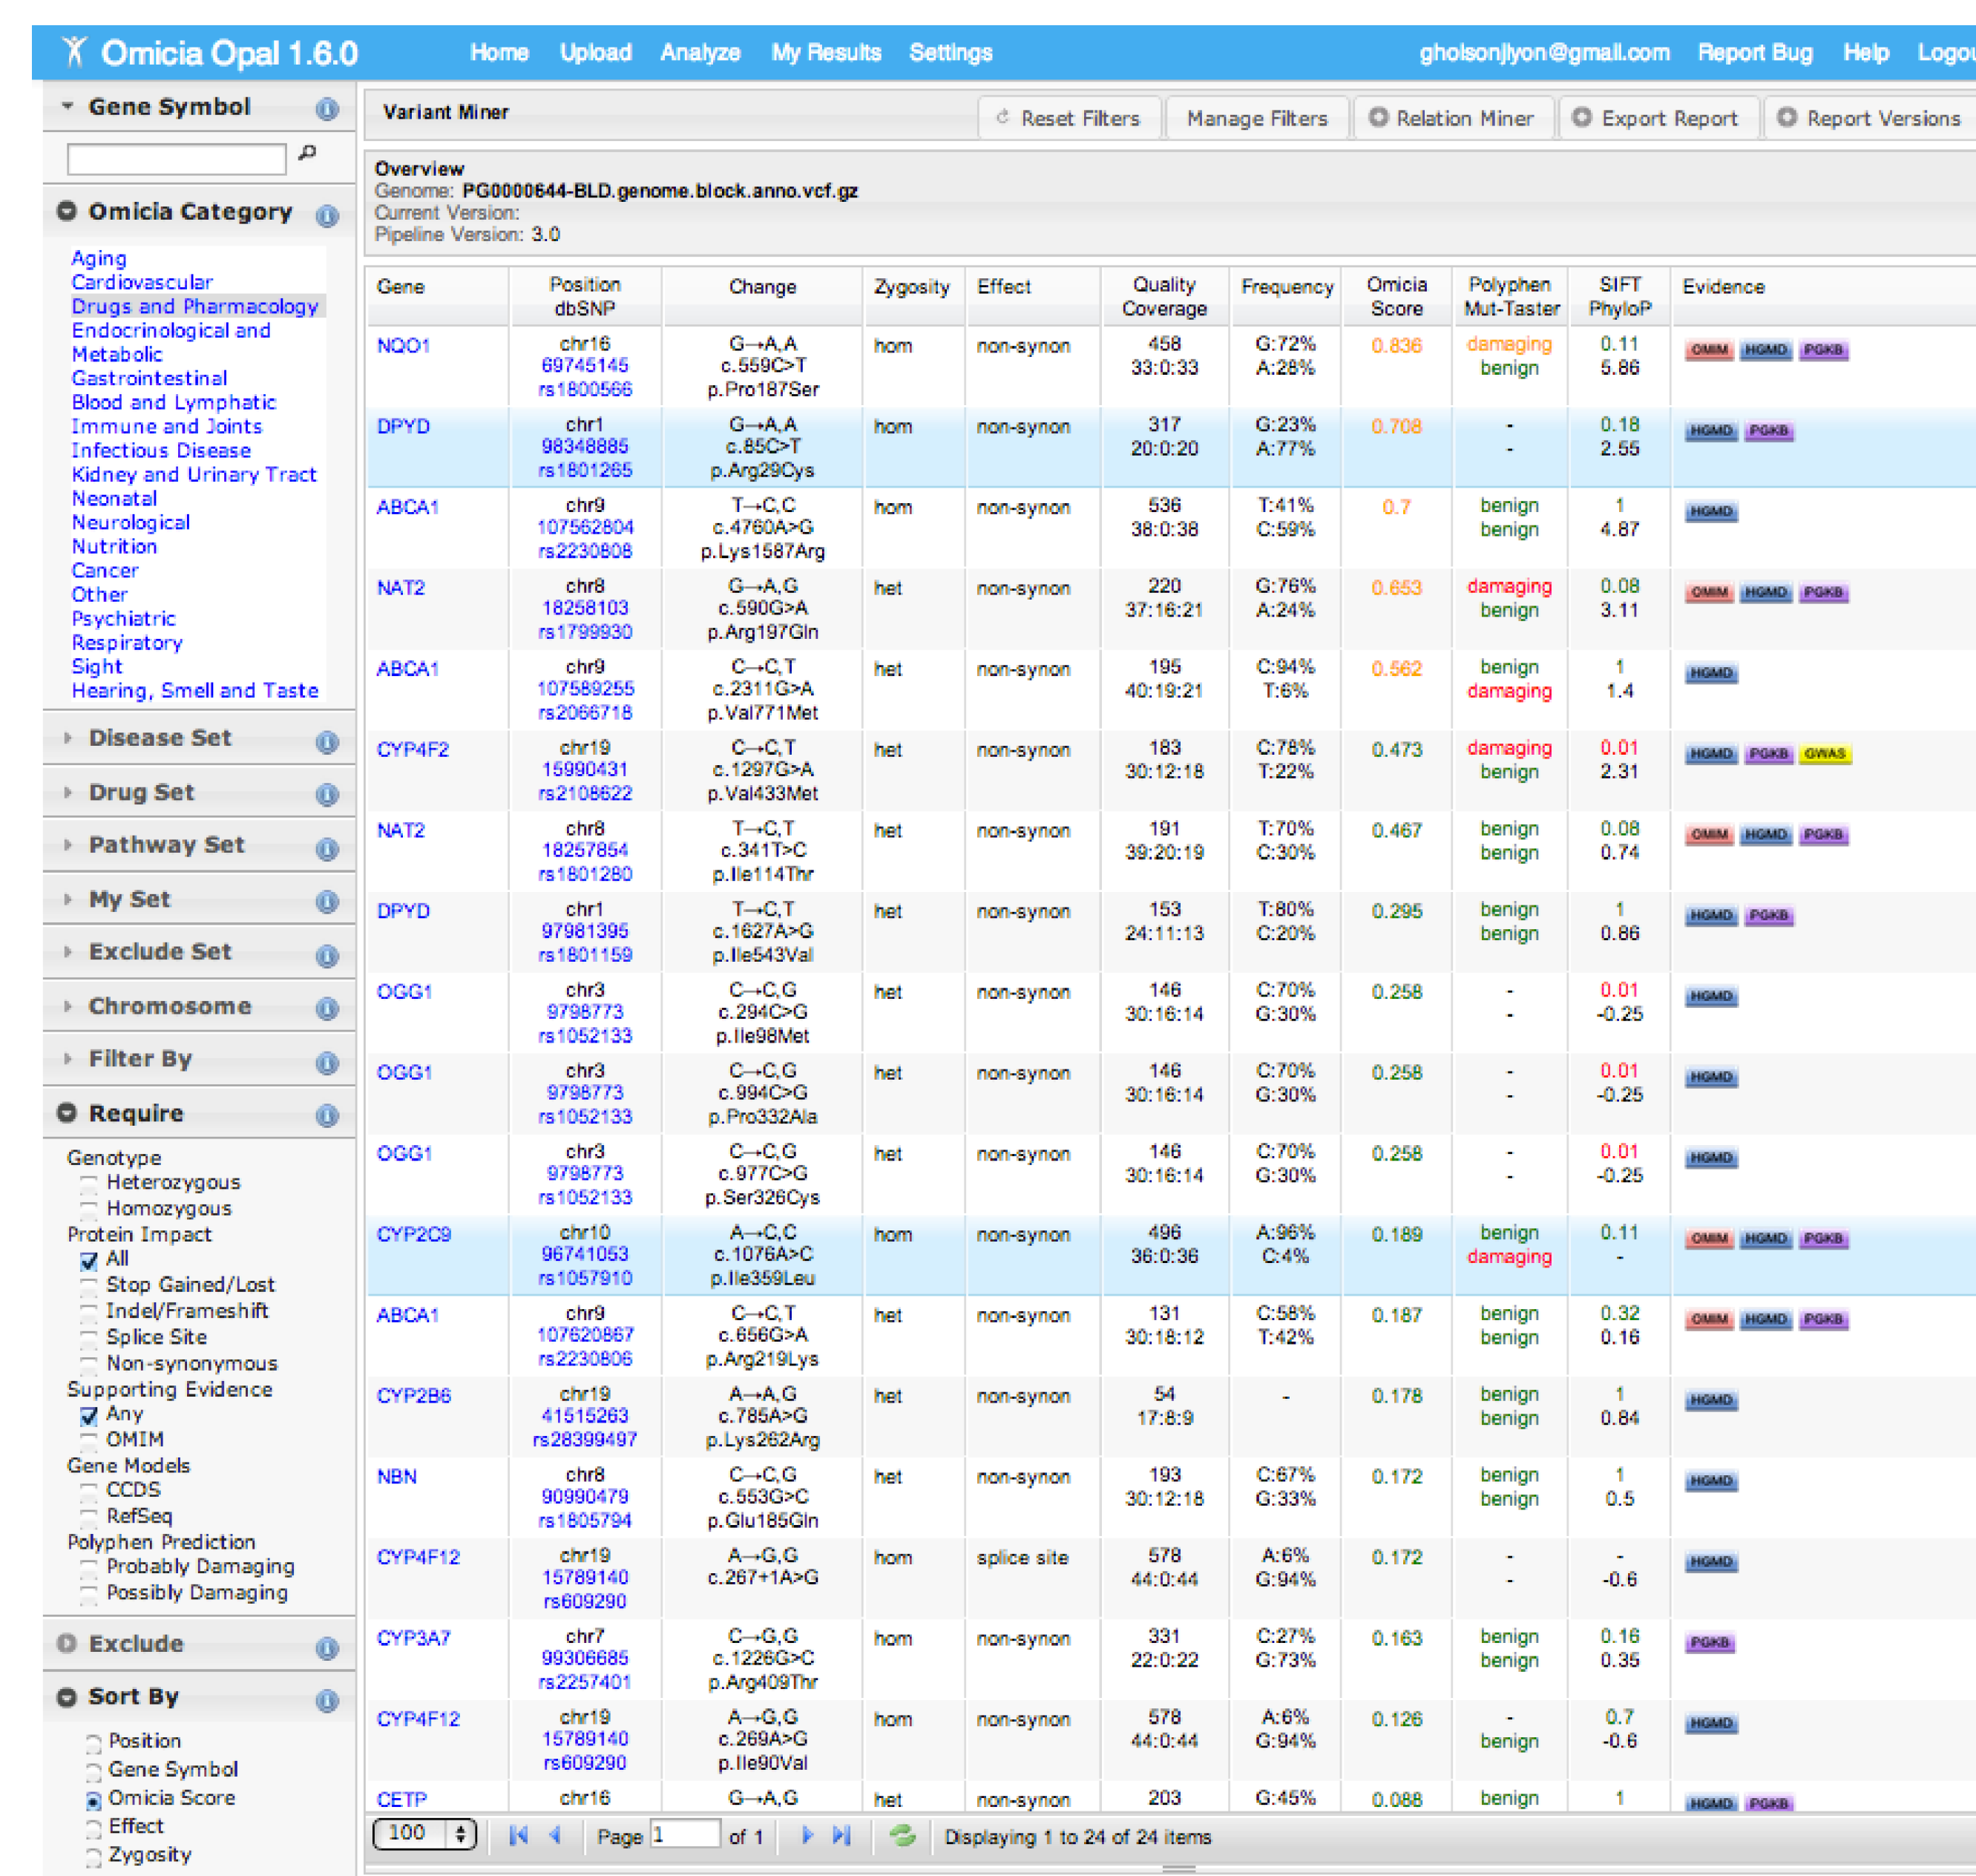 Omicia Opal 1.6.0 Home Upload Analyze My Results Settings gholsonjlyon@gmail.com Report Bug Help
Gene Symbol
Omicia Category
Aging
Cardiovascular
Drugs and Pharmacology
Endocrinological and
Metabolic
Gastrointestinal
Blood and Lymphatic
Immune and Joints
Infectious Disease
Kidney and Urinary Tract
Neonatal
Neurological
Nutrition
Cancer
Other
Psychiatric
Respiratory
Sight
Hearing, Smell and Taste
Disease Set
Drug Set
Pathway Set
My Set
Exclude Set
Chromosome
Filter By
Require
Genotype
Heterozygous
Homozygous
Protein Impact
All
Stop Gained/Lost
Indel/Frameshift
Splice Site
Non-synonymous
Supporting Evidence
Any
OMIM
Gene Models
CCDS
RefSeq
Polyphen Prediction
Probably Damaging
Possibly Damaging
Exclude
Sort By
Position
Gene Symbol
Omicia Score
Effect
Zygosity
Variant Miner Reset Filters Manage Filters Relation Miner Export Report Report Versions
Overview
Genome: PG0000644-BLD.genome.block.anno.vcf.gz
Current Version:
Pipeline Version: 3.0
Gene Position Change Zygosity Effect Quality Frequency Omicia Polyphen SIFT Evidence
dbSNP Coverage Score Mut-Taster PhyloP
NQO1 chr16 G→A,A hom non-synon 458 G:72% 0.836 damaging 0.11 OMIM HGMD PGKB
69745145 c.559C>T 33:0:33 A:28% benign 5.86
rs1800566 p.Pro187Ser
DPYD chr1 G→A,A hom non-synon 317 G:23% 0.708 - 0.18 HGMD PGKB
98348885 c.85C>T 20:0:20 A:77% - 2.55
rs1801265 p.Arg29Cys
ABCA1 chr9 T→C,C hom non-synon 536 T:41% 0.7 benign 1 HGMD
107562804 c.4760A>G 38:0:38 C:59% benign 4.87
rs2230808 p.Lys1587Arg
NAT2 chr8 G→A,G het non-synon 220 G:76% 0.653 damaging 0.08 OMIM HGMD PGKB
18258103 c.590G>A 37:16:21 A:24% benign 3.11
rs1799930 p.Arg197Gln
ABCA1 chr9 C→C,T het non-synon 195 C:94% 0.562 benign 1 HGMD
107589255 c.2311G>A 40:19:21 T:6% damaging 1.4
rs2066718 p.Val771Met
CYP4F2 chr19 C→C,T het non-synon 183 C:78% 0.473 damaging 0.01 HGMD PGKB GWAS
15990431 c.1297G>A 30:12:18 T:22% benign 2.31
rs2108622 p.Val433Met
NAT2 chr8 T→C,T het non-synon 191 T:70% 0.467 benign 0.08 OMIM HGMD PGKB
18257854 c.341T>C 39:20:19 C:30% benign 0.74
rs1801280 p.Ile114Thr
DPYD chr1 T→C,T het non-synon 153 T:80% 0.295 benign 1 HGMD PGKB
97981395 c.1627A>G 24:11:13 C:20% benign 0.86
rs1801159 p.Ile543Val
OGG1 chr3 C→C,G het non-synon 146 C:70% 0.258 - 0.01 HGMD
9798773 c.294C>G 30:16:14 G:30% - -0.25
rs1052133 p.Ile98Met
OGG1 chr3 C→C,G het non-synon 146 C:70% 0.258 - 0.01 HGMD
9798773 c.994C>G 30:16:14 G:30% - -0.25
rs1052133 p.Pro332Ala
OGG1 chr3 C→C,G het non-synon 146 C:70% 0.258 - 0.01 HGMD
9798773 c.977C>G 30:16:14 G:30% - -0.25
rs1052133 p.Ser326Cys
CYP2C9 chr10 A→C,C hom non-synon 496 A:96% 0.189 benign 0.11 OMIM HGMD PGKB
96741053 c.1076A>C 36:0:36 C:4% damaging -
rs1057910 p.Ile359Leu
ABCA1 chr9 C→C,T het non-synon 131 C:58% 0.187 benign 0.32 OMIM HGMD PGKB
107620867 c.656G>A 30:18:12 T:42% benign 0.16
rs2230806 p.Arg219Lys
CYP2B6 chr19 A→A,G het non-synon 54 - 0.178 benign 1 HGMD
41515263 c.785A>G 17:8:9 benign 0.84
rs28399497 p.Lys262Arg
NBN chr8 C→C,G het non-synon 193 C:67% 0.172 benign 1 HGMD
90990479 c.553G>C 30:12:18 G:33% benign 0.5
rs1805794 p.Glu185Gln
CYP4F12 chr19 A→G,G hom splice site 578 A:6% 0.172 - - HGMD
15789140 c.267+1A>G 44:0:44 G:94% - -0.6
rs609290
CYP3A7 chr7 C→G,G hom non-synon 331 C:27% 0.163 benign 0.16 PGKB
99306685 c.1226G>C 22:0:22 G:73% benign 0.35
rs2257401 p.Arg409Thr
CYP4F12 chr19 A→G,G hom non-synon 578 A:6% 0.126 - 0.7 HGMD
15789140 c.269A>G 44:0:44 G:94% benign -0.6
rs609290 p.Ile90Val
CETP chr16 G→A,G het non-synon 203 G:45% 0.088 benign 1 HGMD PGKB
100 Page 1 of 1 Displaying 1 to 24 of 24 items